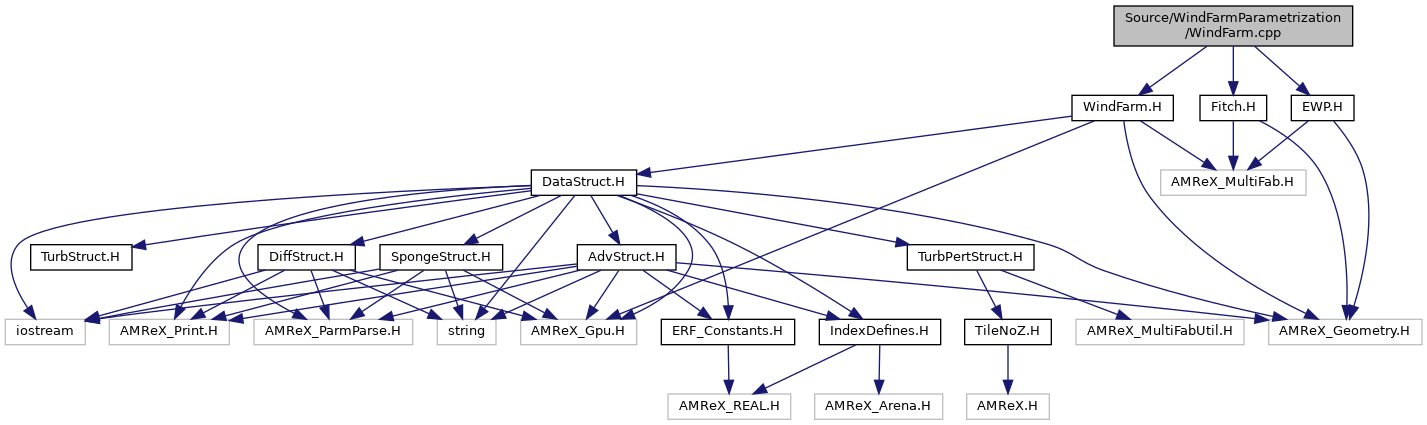 Source/WindFarmParametrization
/WindFarm.cpp
WindFarm.H
Fitch.H
EWP.H
DataStruct.H
AMReX_MultiFab.H
TurbStruct.H
DiffStruct.H
SpongeStruct.H
AdvStruct.H
TurbPertStruct.H
iostream
AMReX_Print.H
AMReX_ParmParse.H
string
AMReX_Gpu.H
ERF_Constants.H
IndexDefines.H
TileNoZ.H
AMReX_MultiFabUtil.H
AMReX_Geometry.H
AMReX_REAL.H
AMReX_Arena.H
AMReX.H